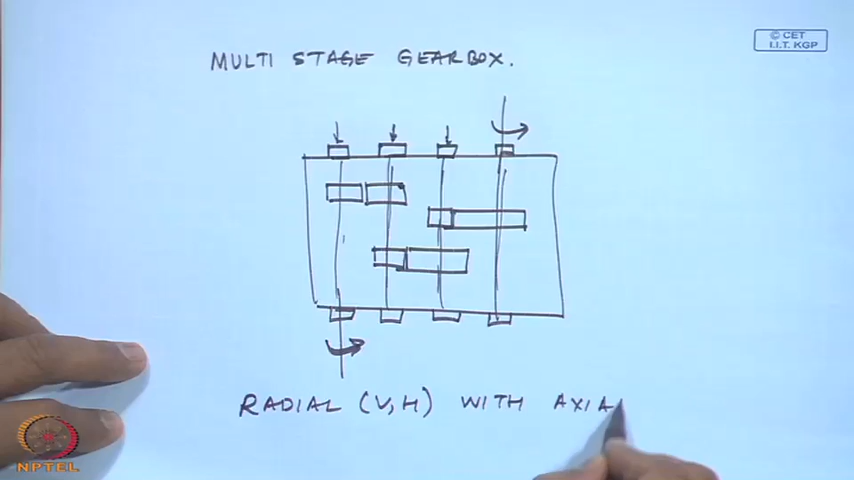 © CET
I.I.T. KGP
MULTI STAGE GEARBOX.
RADIAL (V,H) WITH AXIA
NPTEL